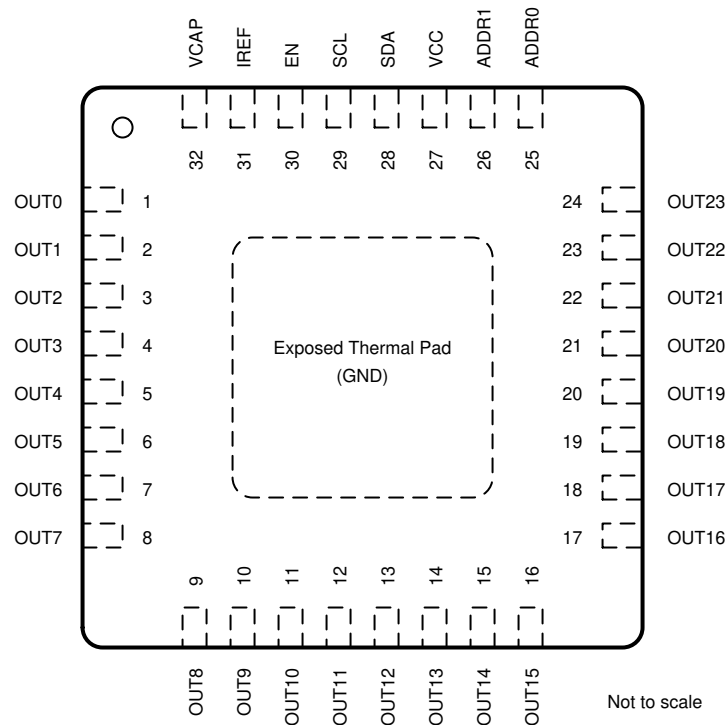 VCAP
IREF
EN
SCL
SDA
VCC
ADDR1
ADDR0
32
31
30
29
28
27
26
25
OUT0 1 24 OUT23
OUT1 2 23 OUT22
OUT2 3 22 OUT21
OUT3 4 21 OUT20
OUT4 5 20 OUT19
OUT5 6 19 OUT18
OUT6 7 18 OUT17
OUT7 8 17 OUT16
Exposed Thermal Pad
(GND)
9
10
11
12
13
14
15
16
OUT8
OUT9
OUT10
OUT11
OUT12
OUT13
OUT14
OUT15
Not to scale